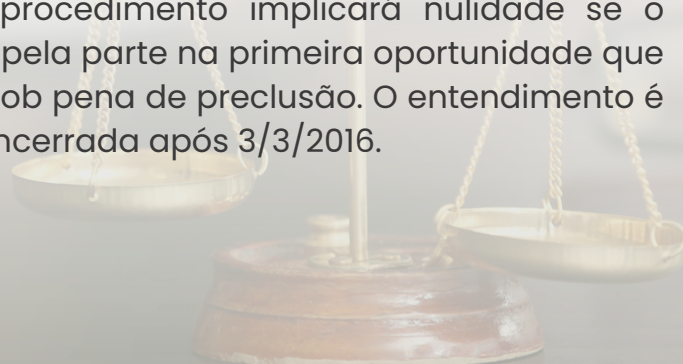 procedimento implicará nulidade se o
pela parte na primeira oportunidade que
ob pena de preclusão. O entendimento é
ncerrada após 3/3/2016.